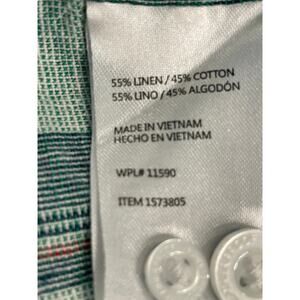 55% LINEN / 45% COTTON
55% LINO / 45% ALGODÓN
MADE IN VIETNAM
HECHO EN VIETNAM
WPL# 11590
ITEM 1573805